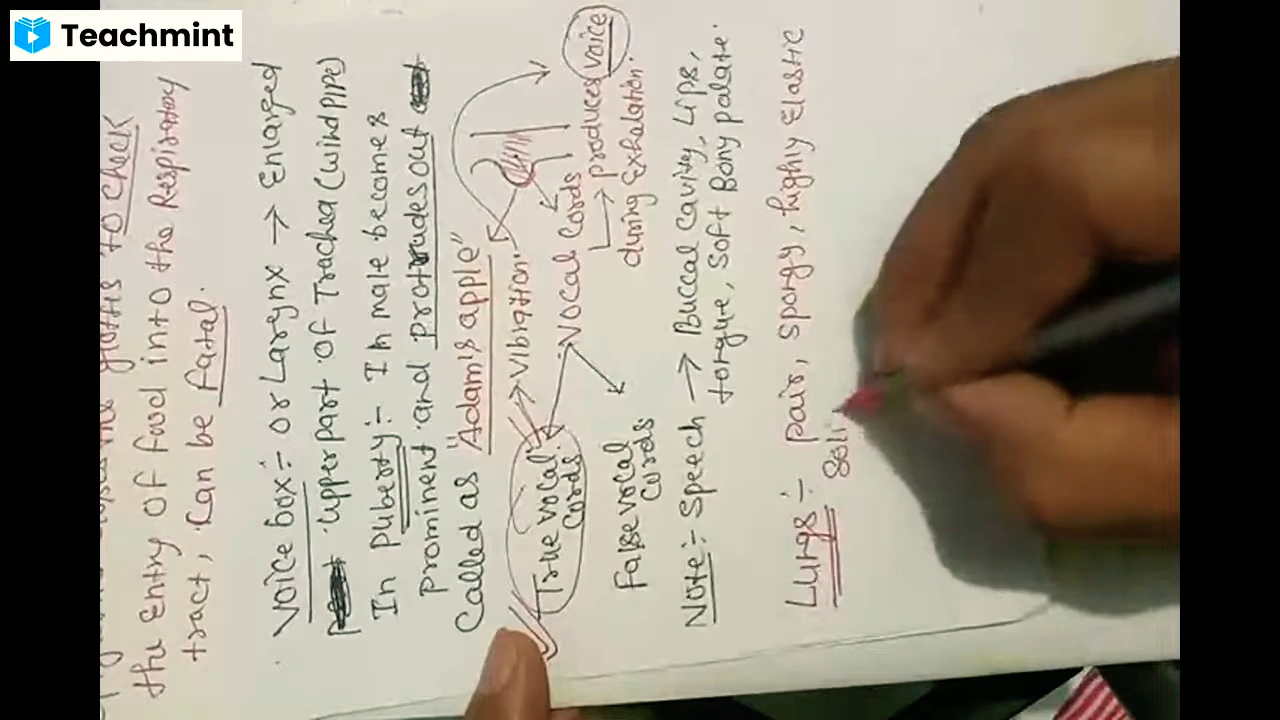 Teachmint
to check
the Entry of food into the Respiratory
tract, can be fatal.
Voice box:- or Larynx → Enlarged
upper part of Trachea (wind pipe)
In puberty:- In male becomes
prominent and protrudes out
called as "Adam's apple"
True vocal cords → vibration.
vocal cords
→ produces voice
during Exhalation.
False vocal cords
Note:- Speech → Buccal cavity, Lips,
tongue, soft Bony palate.
Lungs:- pair, spongy, highly Elastic
soli